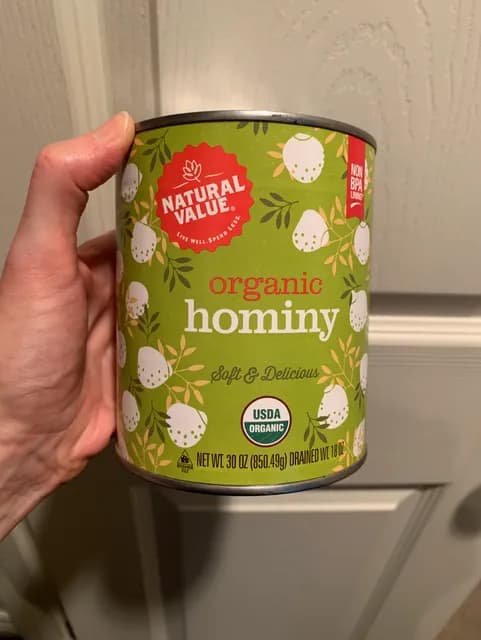 NATURAL
VALUE®
LIVE WELL. SPEND LESS.
NON
BPA
LINING
organic
hominy
Soft & Delicious
USDA
ORGANIC
NET WT. 30 OZ (850.49g) DRAINED WT. 18 OZ